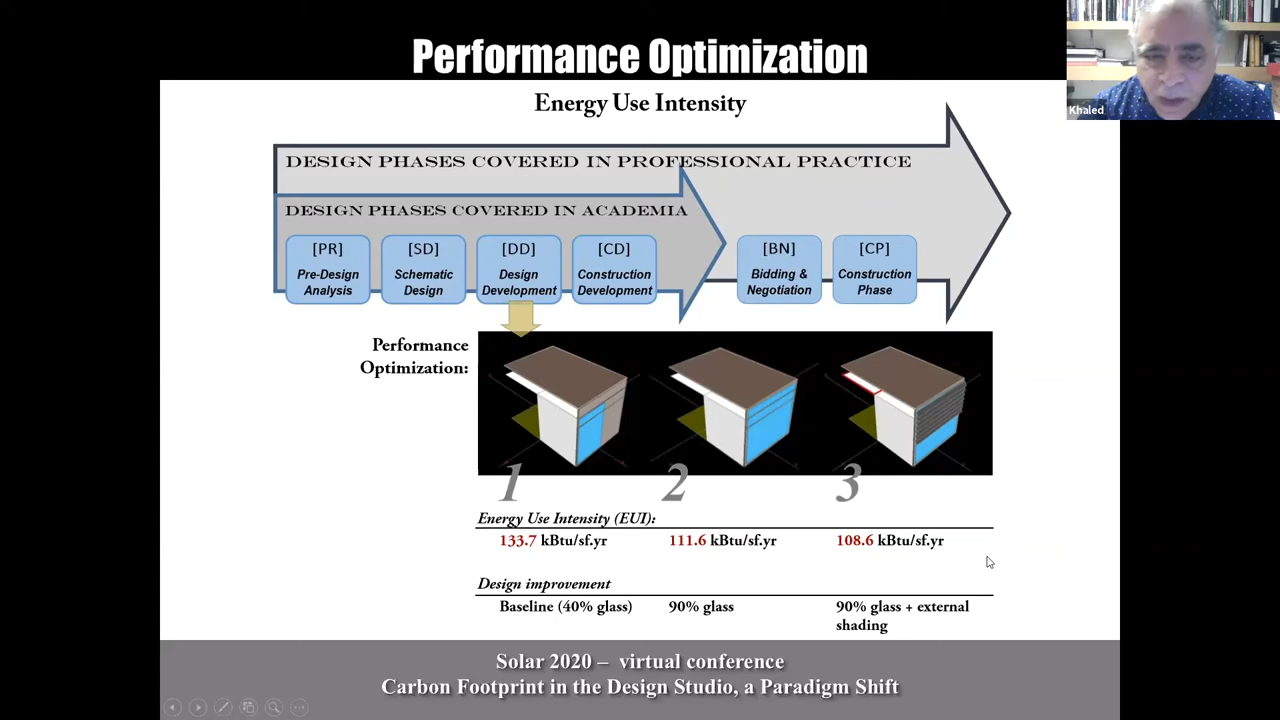 Performance Optimization
Khaled
Energy Use Intensity
DESIGN PHASES COVERED IN PROFESSIONAL PRACTICE
DESIGN PHASES COVERED IN ACADEMIA
[PR]
Pre-Design
Analysis
[SD]
Schematic
Design
[DD]
Design
Development
[CD]
Construction
Development
[BN]
Bidding &
Negotiation
[CP]
Construction
Phase
Performance
Optimization:
1 2 3
Energy Use Intensity (EUI):
133.7 kBtu/sf.yr 111.6 kBtu/sf.yr 108.6 kBtu/sf.yr
Design improvement
Baseline (40% glass) 90% glass 90% glass + external
shading
Solar 2020 – virtual conference
Carbon Footprint in the Design Studio, a Paradigm Shift